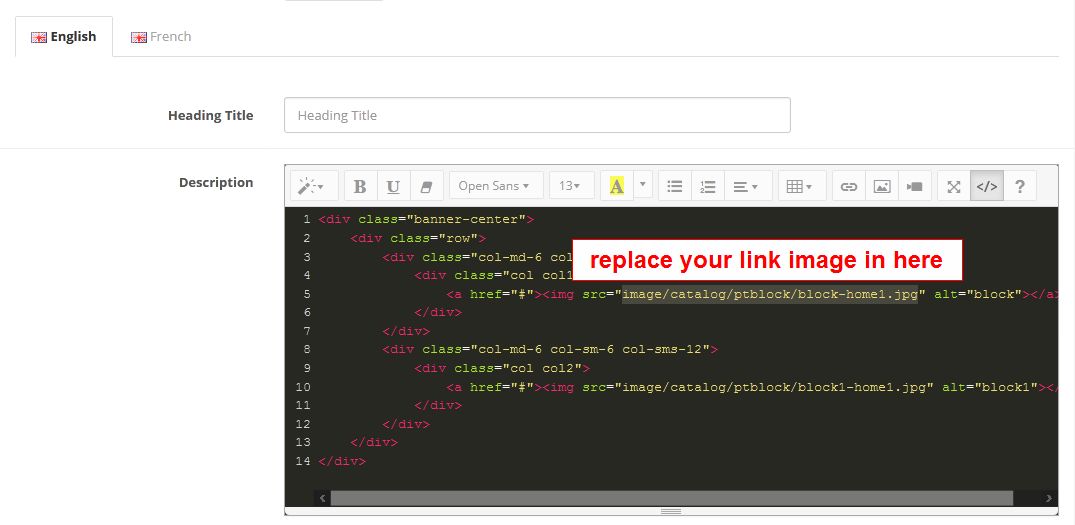 English French
Heading Title Heading Title
Description
B U Open Sans 13 A </> ?
1 <div class="banner-center">
2 <div class="row">
3 <div class="col-md-6 col
replace your link image in here
4 <div class="col col1
5 <a href="#"><img src="image/catalog/ptblock/block-home1.jpg" alt="block"></a>
6 </div>
7 </div>
8 <div class="col-md-6 col-sm-6 col-sms-12">
9 <div class="col col2">
10 <a href="#"><img src="image/catalog/ptblock/block1-home1.jpg" alt="block1"></
11 </div>
12 </div>
13 </div>
14 </div>